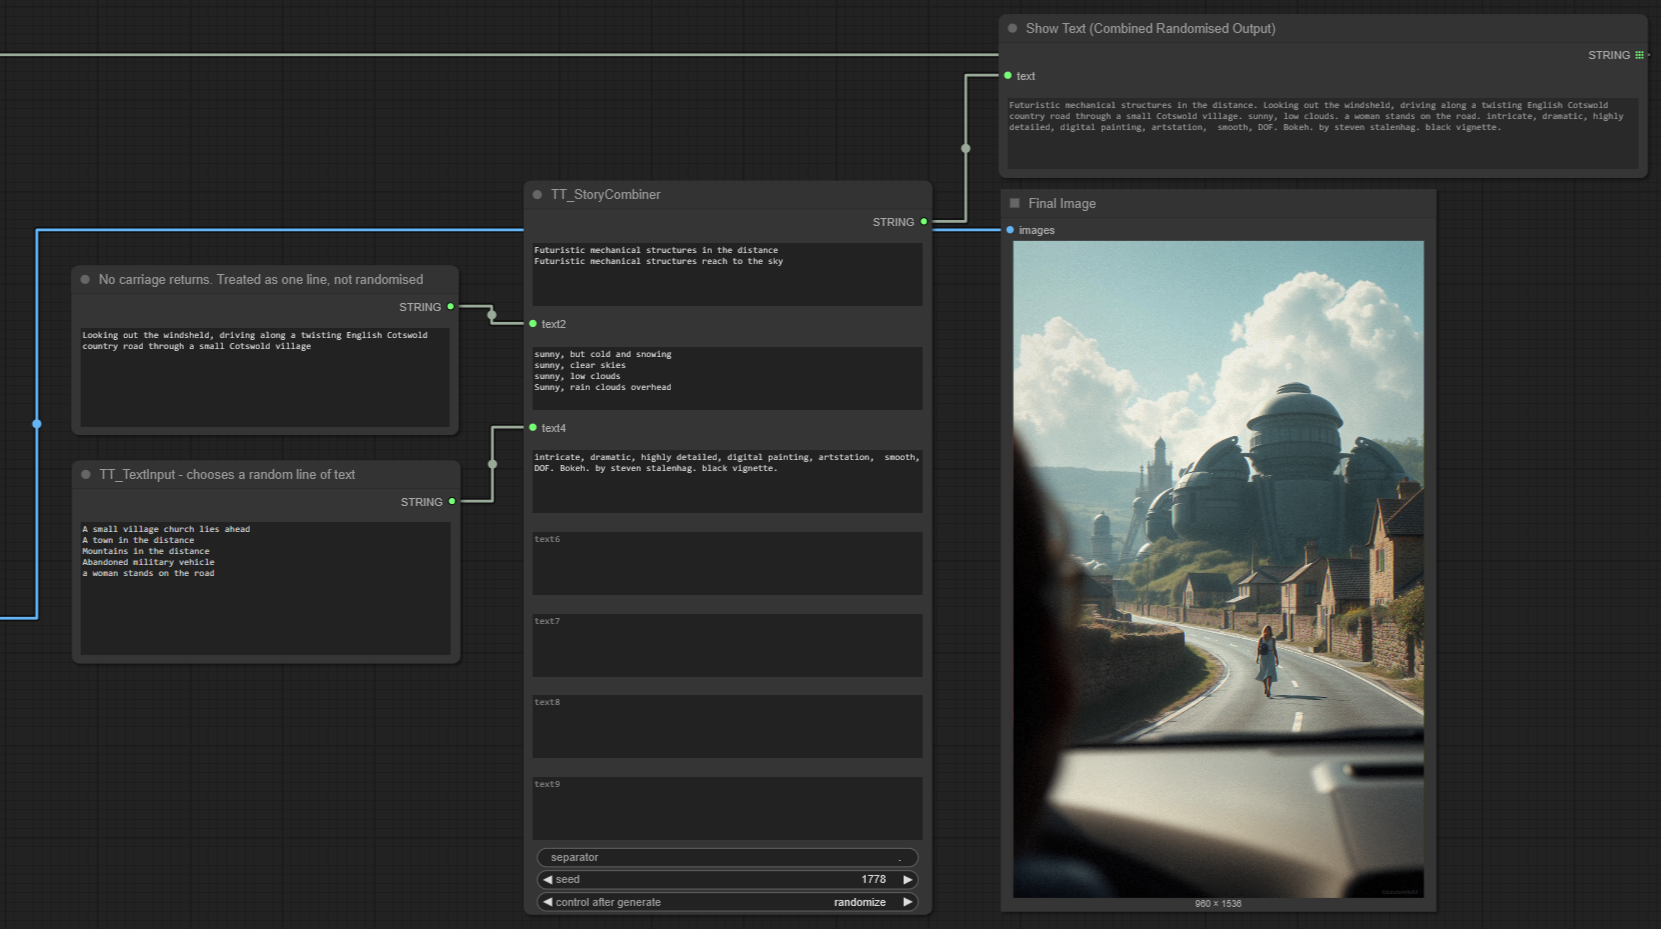 Show Text (Combined Randomised Output)
STRING
text
Futuristic mechanical structures in the distance. Looking out the windsheld, driving along a twisting English Cotswold
country road through a small Cotswold village. sunny, low clouds. a woman stands on the road. intricate, dramatic, highly
detailed, digital painting, artstation,  smooth, DOF. Bokeh. by steven stalenhag. black vignette.
TT_StoryCombiner
STRING
Futuristic mechanical structures in the distance
Futuristic mechanical structures reach to the sky
text2
sunny, but cold and snowing
sunny, clear skies
sunny, low clouds
Sunny, rain clouds overhead
text4
intricate, dramatic, highly detailed, digital painting, artstation,  smooth,
DOF. Bokeh. by steven stalenhag. black vignette.
text6
text7
text8
text9
separator .
seed 1778
control after generate randomize
No carriage returns. Treated as one line, not randomised
STRING
Looking out the windsheld, driving along a twisting English Cotswold
country road through a small Cotswold village
TT_TextInput - chooses a random line of text
STRING
A small village church lies ahead
A town in the distance
Mountains in the distance
Abandoned military vehicle
a woman stands on the road
Final Image
images
960 × 1536